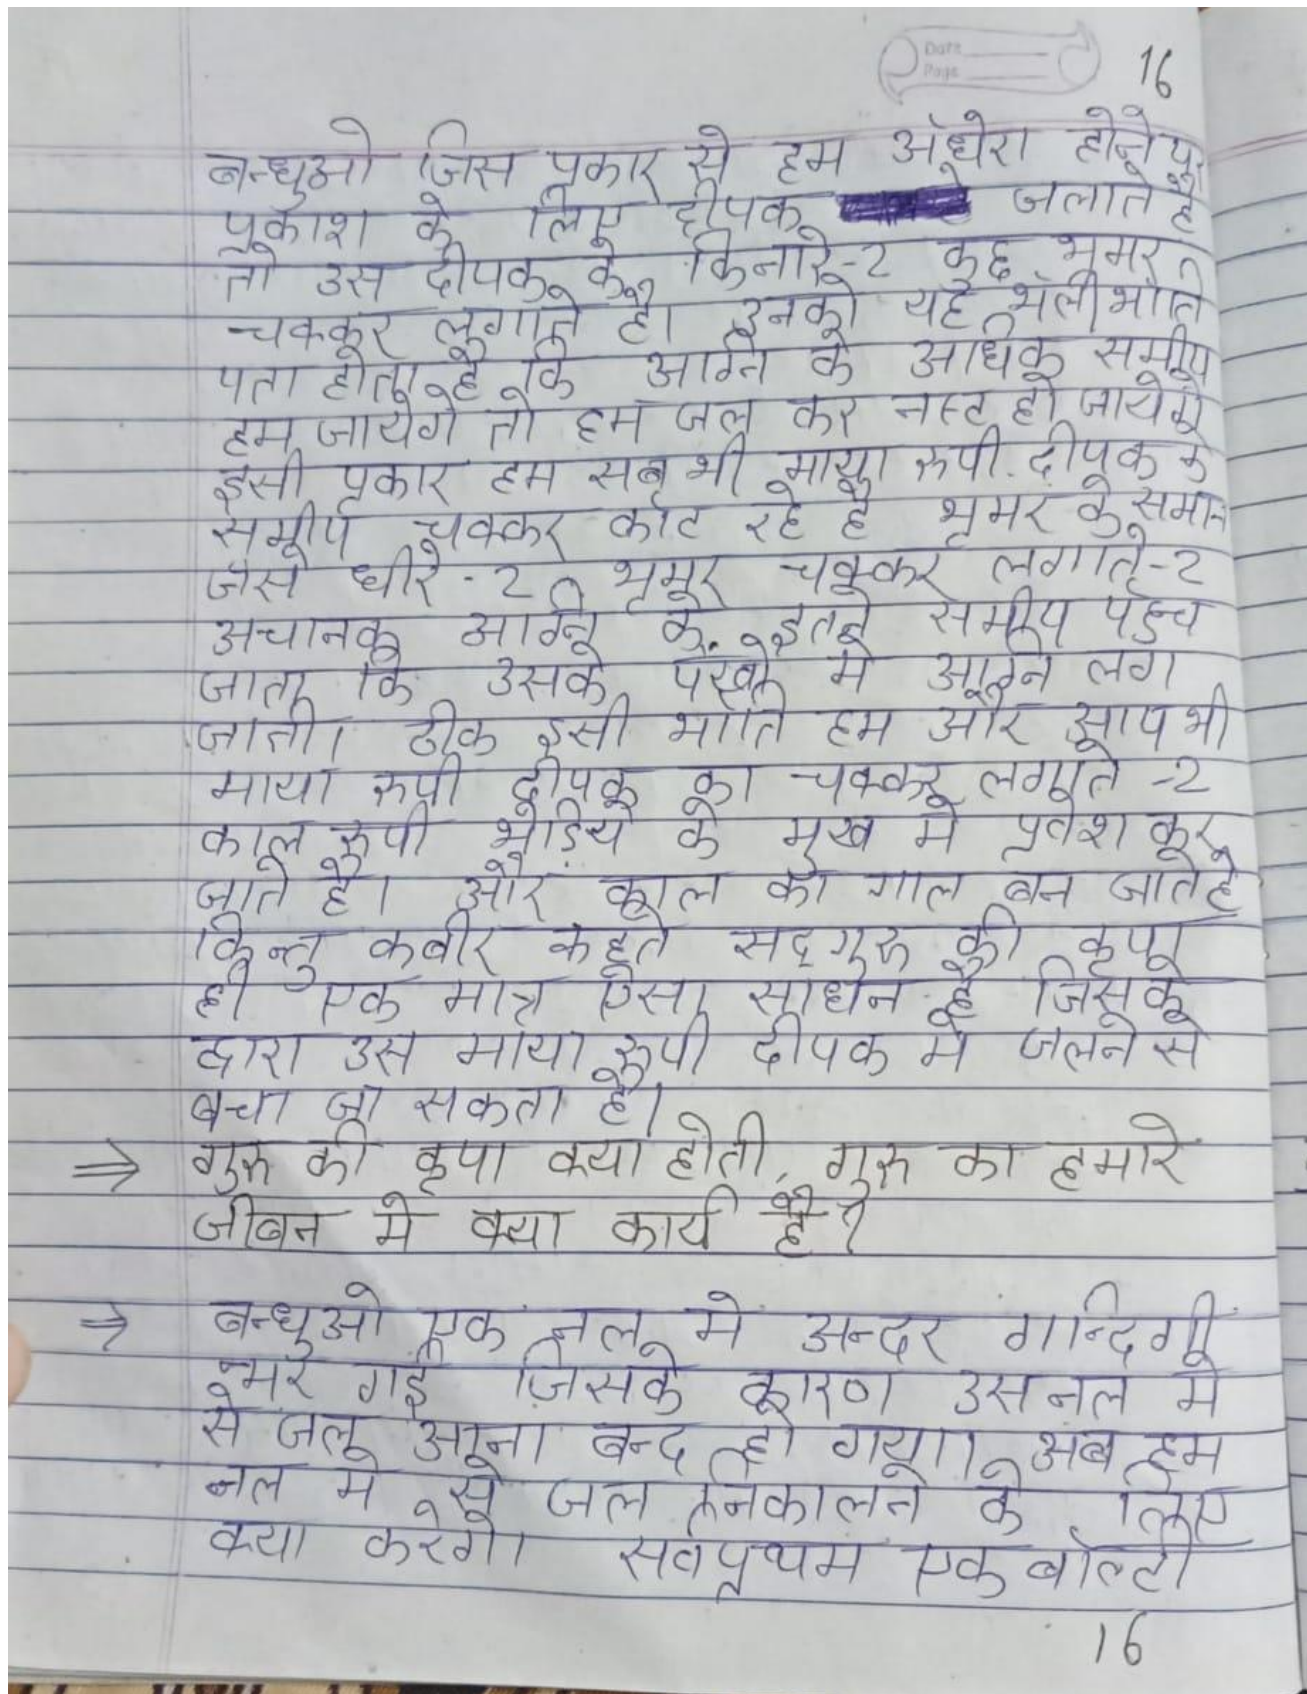 Date
Page
16
बन्धुओ जिस प्रकार से हम अँधेरा होने पर
प्रकाश के लिए दीपक जलाते है
तो उस दीपक के किनारे-2 कुछ भ्रमर
चक्कर लगाते है। उनको यह भलीभाँति
पता होता है कि अग्नि के अधिक समीप
हम जायेगे तो हम जल कर नस्ट हो जायेगे
इसी प्रकार हम सब भी माया रुपी दीपक के
समीप चक्कर काट रहे है भ्रमर के समान
जैसे धीरे-2 भ्रमर चक्कर लगाते-2
अचानक अग्नि के इतने समीप पहुँच
जाता कि उसके पंखो मे अग्नि लग
जाती। ठीक इसी भाँति हम और आप भी
माया रुपी दीपक का चक्कर लगाते-2
काल रुपी भेड़िये के मुख मे प्रवेश कर
जाते है। और काल का गाल बन जाते है
किन्तु कबीर कहते सद्गुरु की कृपा
ही एक मात्र ऐसा साधन है जिसके
द्वारा उस माया रुपी दीपक मे जलने से
बचा जा सकता है।
⇒ गुरु की कृपा क्या होती, गुरु का हमारे
जीबन मे क्या कार्य है?
⇒ बन्धुओ एक नल मे अन्दर गन्दिगी
भर गई जिसके कारण उस नल मे
से जल आना बन्द हो गया। अब हम
नल मे से जल निकालने के लिए
क्या करेगे। सर्वप्रथम एक बाल्टी
16